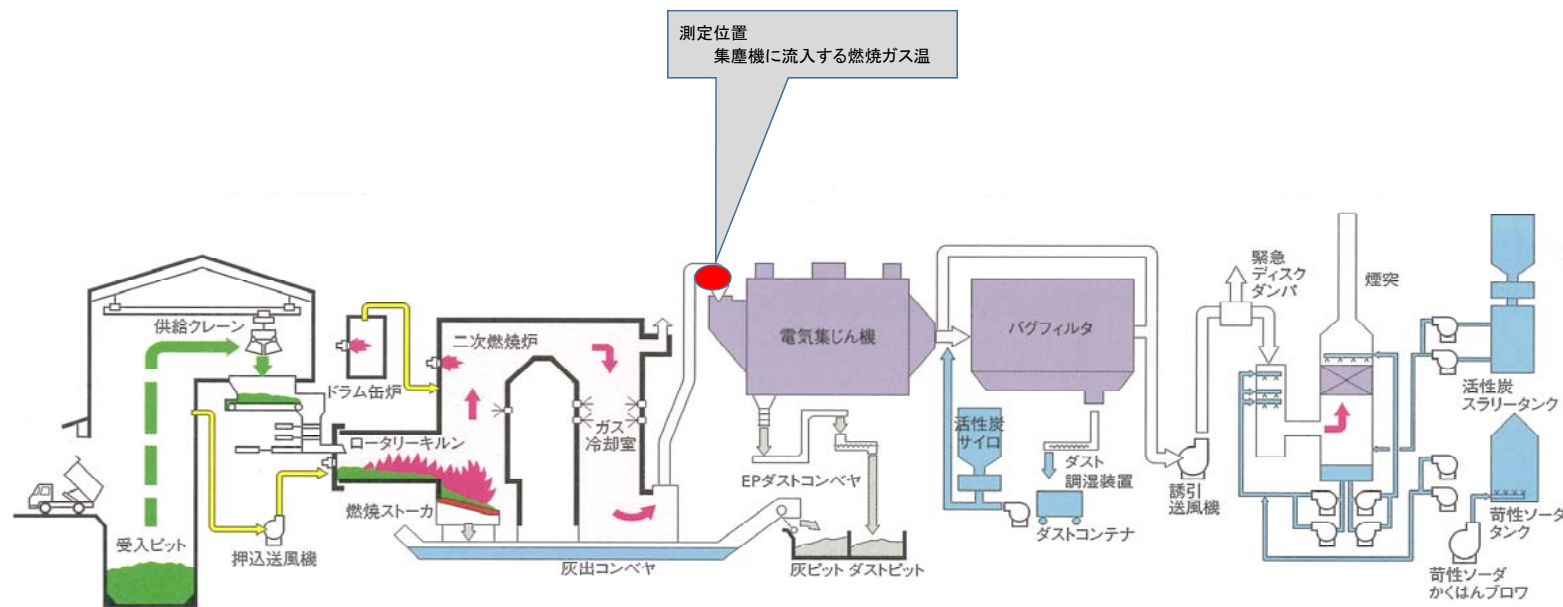 測定位置
集塵機に流入する燃焼ガス温
供給クレーン
ドラム缶炉
二次燃焼炉
ロータリーキルン
ガス
冷却室
燃焼ストーカ
受入ピット
押込送風機
灰出コンベヤ
電気集じん機
EPダストコンベヤ
灰ピット ダストピット
バグフィルタ
活性炭
サイロ
ダスト
調湿装置
ダストコンテナ
誘引
送風機
緊急
ディスク
ダンパ
煙突
活性炭
スラリータンク
苛性ソーダ
タンク
苛性ソーダ
かくはんブロワ